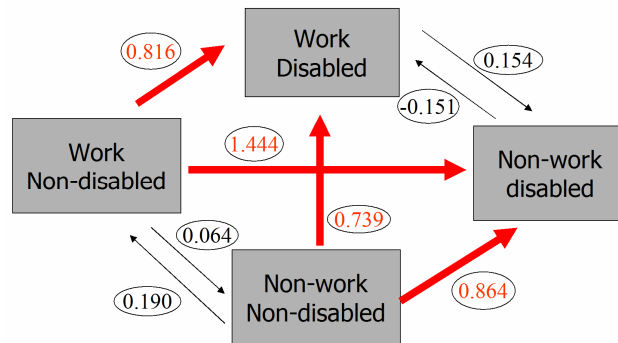 0.816
Work
Disabled
0.154
-0.151
Work
Non-disabled
1.444
Non-work
disabled
0.064
0.739
0.190
Non-work
Non-disabled
0.864